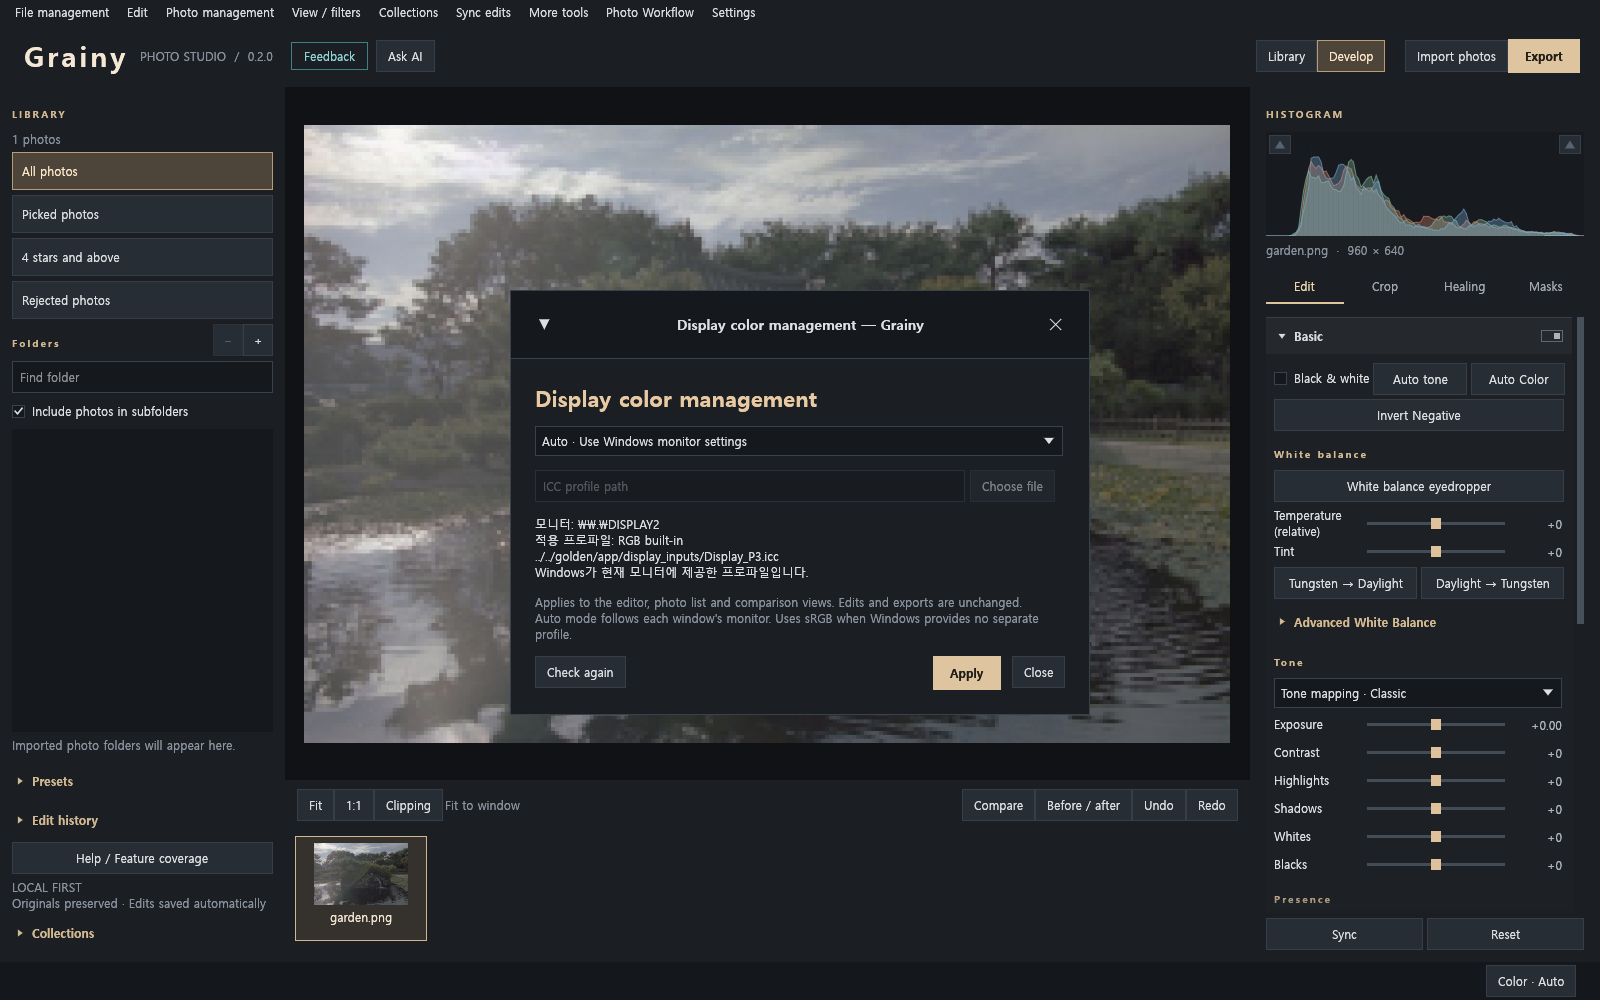 File management Edit Photo management View / filters Collections Sync edits More tools Photo Workflow Settings
Grainy PHOTO STUDIO / 0.2.0 Feedback Ask AI Library Develop Import photos Export
LIBRARY
1 photos
All photos
Picked photos
4 stars and above
Rejected photos
Folders − +
Find folder
Include photos in subfolders
Imported photo folders will appear here.
Presets
Edit history
Help / Feature coverage
LOCAL FIRST
Originals preserved · Edits saved automatically
Collections
Display color management — Grainy
Display color management
Auto · Use Windows monitor settings
ICC profile path Choose file
모니터: ₩₩.₩DISPLAY2
적용 프로파일: RGB built-in
../../golden/app/display_inputs/Display_P3.icc
Windows가 현재 모니터에 제공한 프로파일입니다.
Applies to the editor, photo list and comparison views. Edits and exports are unchanged.
Auto mode follows each window's monitor. Uses sRGB when Windows provides no separate
profile.
Check again Apply Close
Fit 1:1 Clipping Fit to window Compare Before / after Undo Redo
garden.png
HISTOGRAM
garden.png · 960 × 640
Edit Crop Healing Masks
Basic
Black & white Auto tone Auto Color
Invert Negative
White balance
White balance eyedropper
Temperature
(relative) +0
Tint +0
Tungsten → Daylight Daylight → Tungsten
Advanced White Balance
Tone
Tone mapping · Classic
Exposure +0.00
Contrast +0
Highlights +0
Shadows +0
Whites +0
Blacks +0
Presence
Sync Reset
Color · Auto